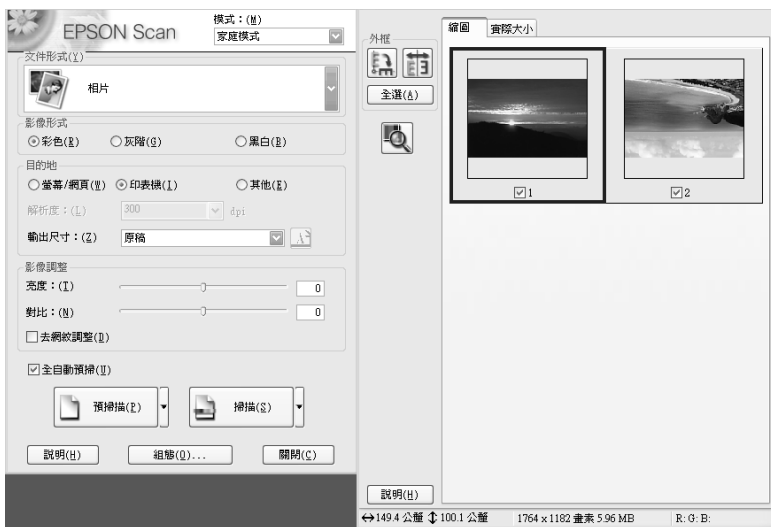 EPSON Scan
模式：(M)
家庭模式
文件形式(Y)
相片
影像形式
彩色(R) 灰階(G) 黑白(B)
目的地
螢幕/網頁(W) 印表機(I) 其他(E)
解析度：(L) 300 dpi
輸出尺寸：(Z) 原稿
影像調整
亮度：(T) 0
對比：(N) 0
去網紋調整(D)
全自動預掃(U)
預掃描(P) 掃描(S)
說明(H) 組態(O)... 關閉(C)
外框
全選(A)
說明(H)
縮圖 實際大小
1 2
149.4 公釐 100.1 公釐 1764 x 1182 畫素 5.96 MB R: G: B: